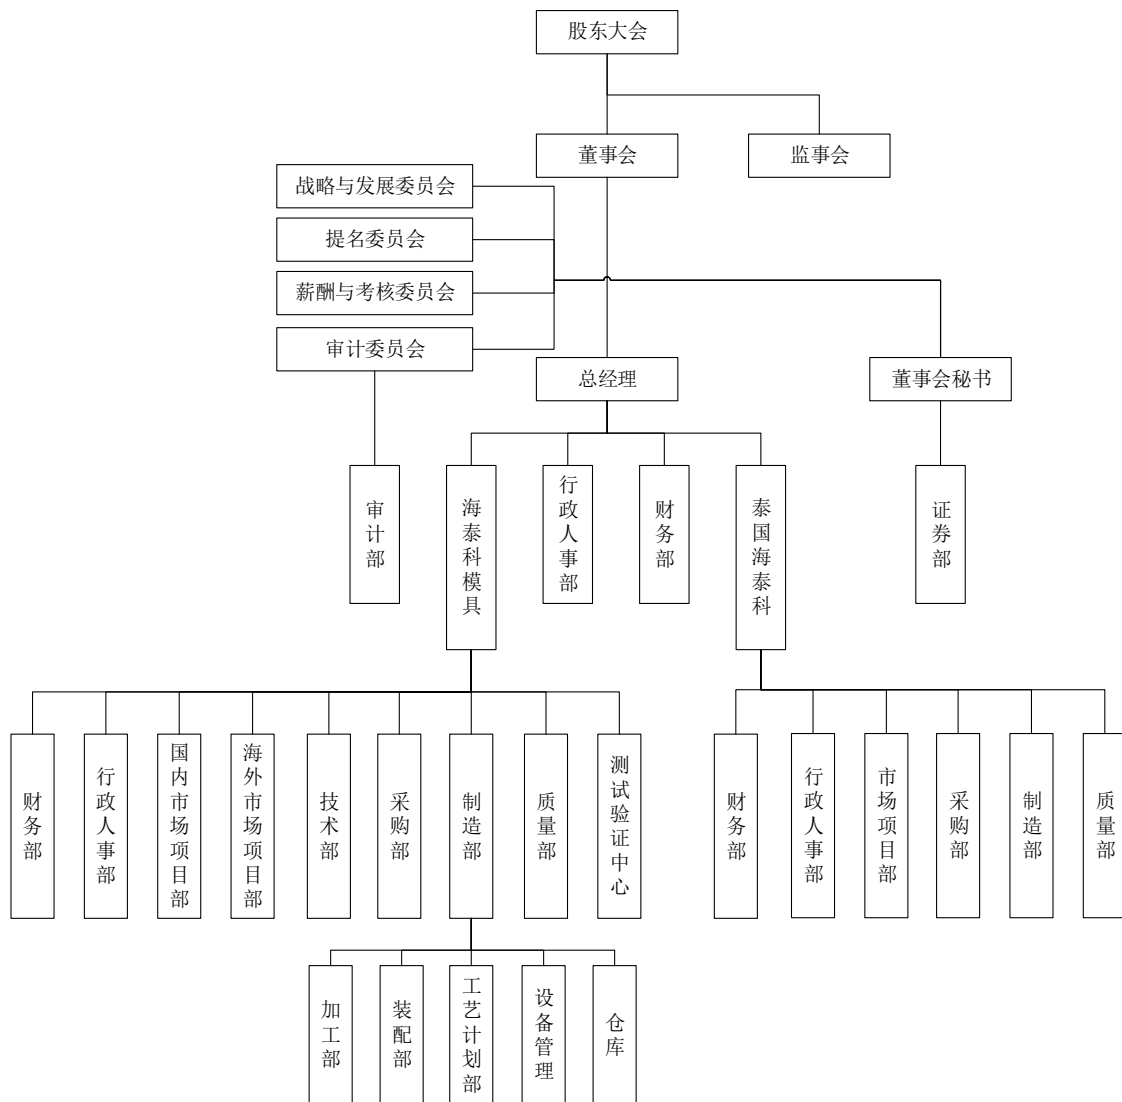 股东大会
董事会
监事会
战略与发展委员会
提名委员会
薪酬与考核委员会
审计委员会
总经理
董事会秘书
审计部
海泰科模具
行政人事部
财务部
泰国海泰科
证券部
财务部
行政人事部
国内市场项目部
海外市场项目部
技术部
采购部
制造部
质量部
测试验证中心
财务部
行政人事部
市场项目部
采购部
制造部
质量部
加工部
装配部
工艺计划部
设备管理
仓库